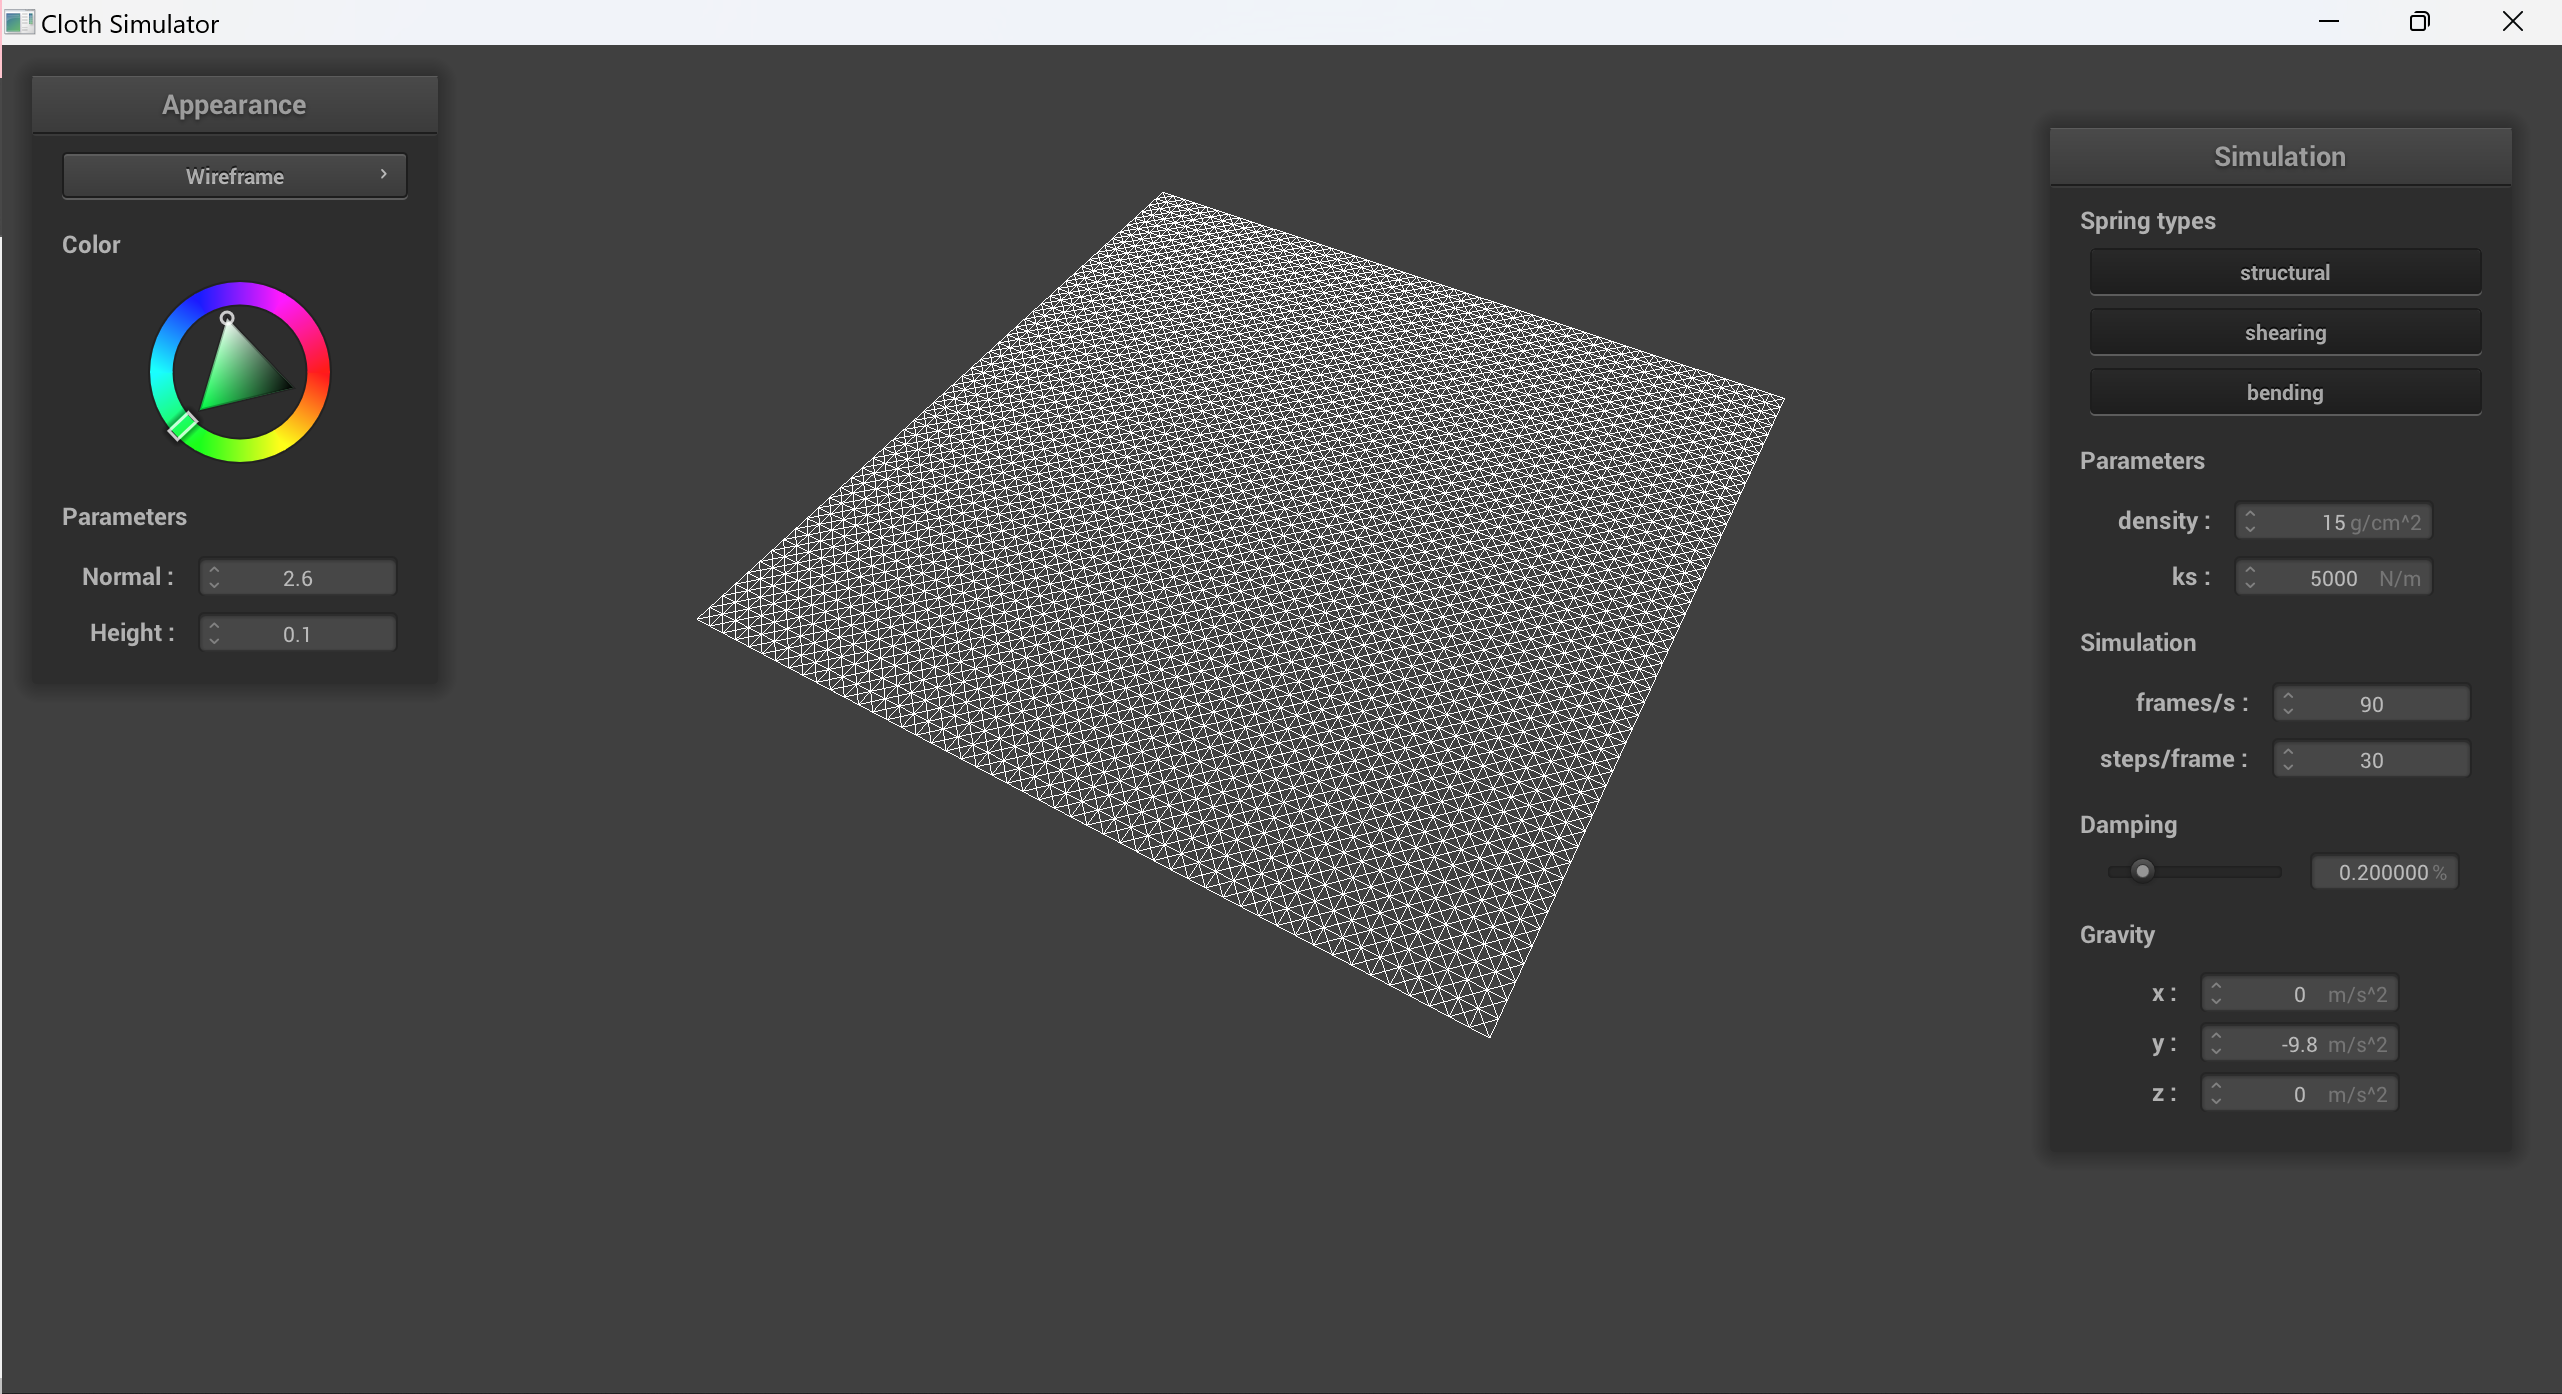 Cloth Simulator
Appearance
Wireframe
Color
Parameters
Normal : 2.6
Height : 0.1
Simulation
Spring types
structural
shearing
bending
Parameters
density : 15 g/cm^2
ks : 5000 N/m
Simulation
frames/s : 90
steps/frame : 30
Damping
0.200000 %
Gravity
x : 0 m/s^2
y : -9.8 m/s^2
z : 0 m/s^2